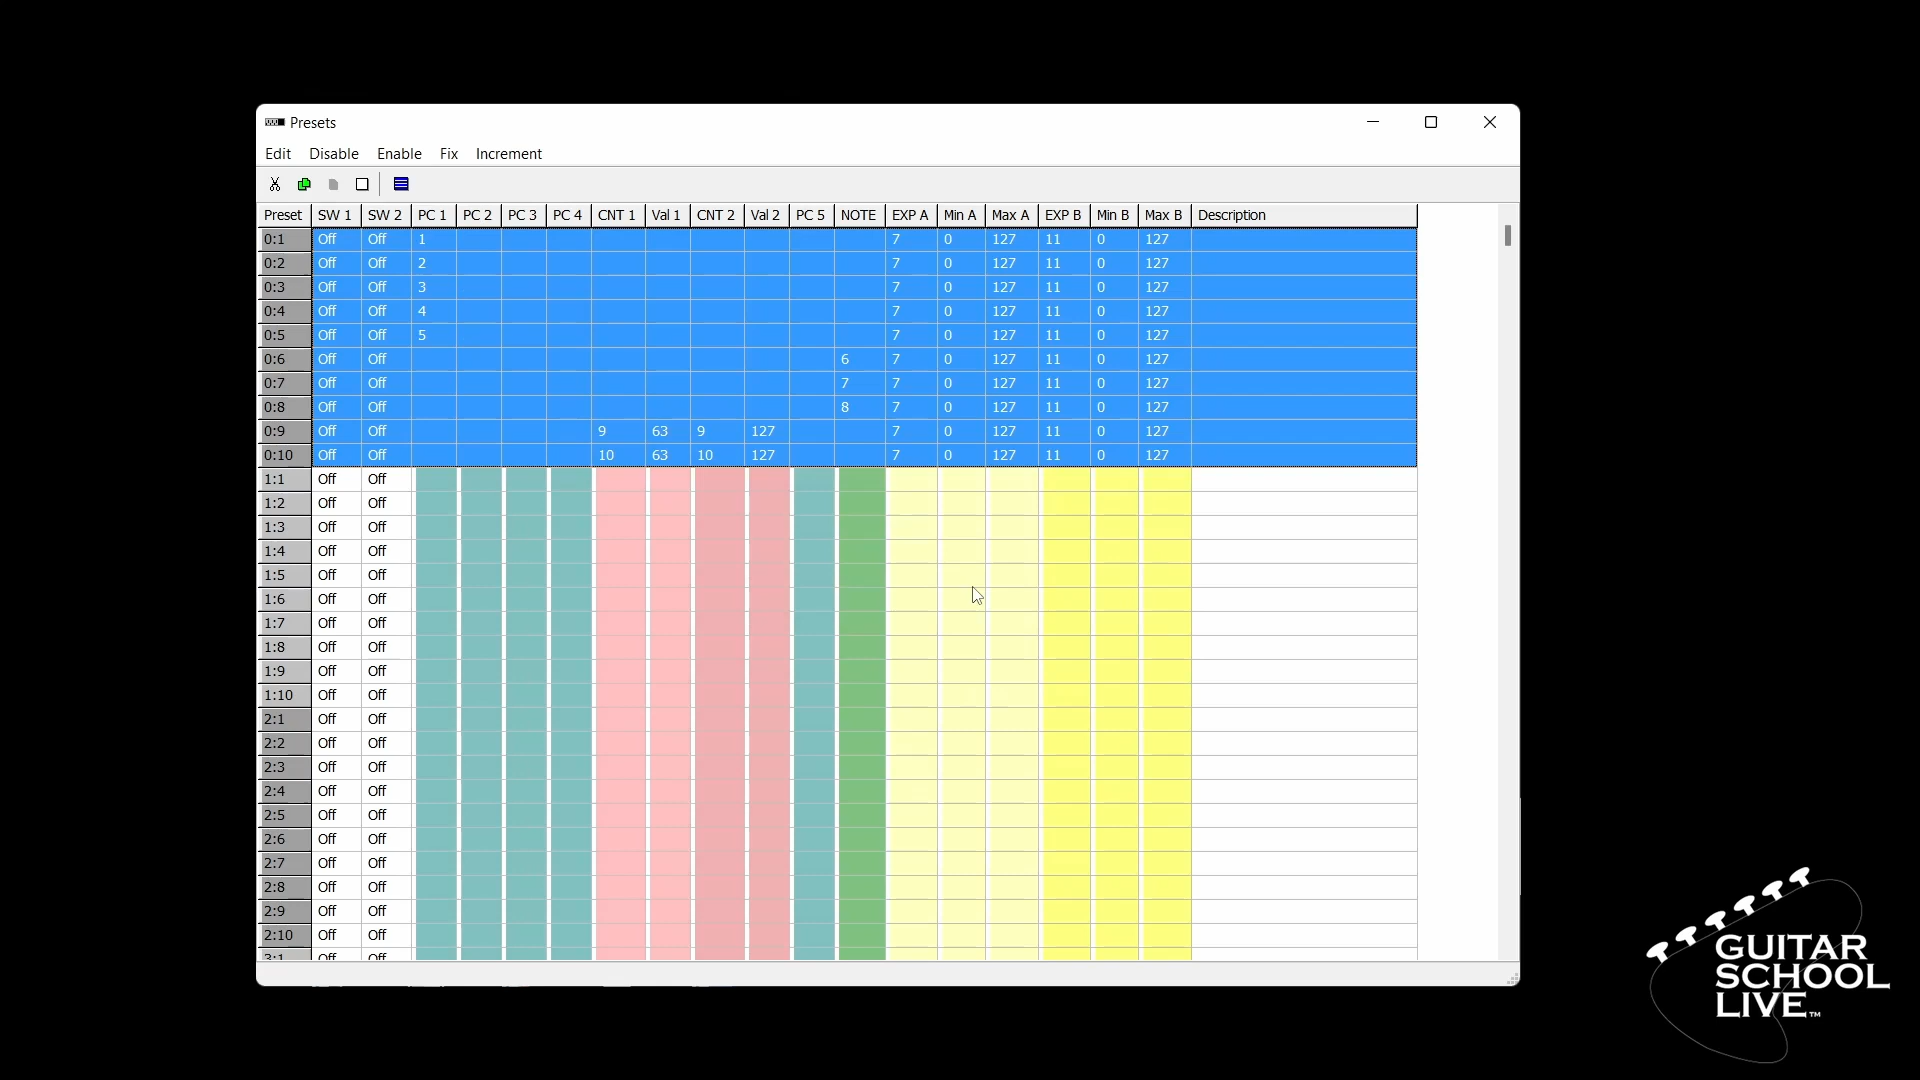 Presets
Edit Disable Enable Fix Increment
Preset SW 1 SW 2 PC 1 PC 2 PC 3 PC 4 CNT 1 Val 1 CNT 2 Val 2 PC 5 NOTE EXP A Min A Max A EXP B Min B Max B Description
0:1 Off Off 1 7 0 127 11 0 127
0:2 Off Off 2 7 0 127 11 0 127
0:3 Off Off 3 7 0 127 11 0 127
0:4 Off Off 4 7 0 127 11 0 127
0:5 Off Off 5 7 0 127 11 0 127
0:6 Off Off 6 7 0 127 11 0 127
0:7 Off Off 7 7 0 127 11 0 127
0:8 Off Off 8 7 0 127 11 0 127
0:9 Off Off 9 63 9 127 7 0 127 11 0 127
0:10 Off Off 10 63 10 127 7 0 127 11 0 127
1:1 Off Off
1:2 Off Off
1:3 Off Off
1:4 Off Off
1:5 Off Off
1:6 Off Off
1:7 Off Off
1:8 Off Off
1:9 Off Off
1:10 Off Off
2:1 Off Off
2:2 Off Off
2:3 Off Off
2:4 Off Off
2:5 Off Off
2:6 Off Off
2:7 Off Off
2:8 Off Off
2:9 Off Off
2:10 Off Off
3:1 Off Off
GUITAR
SCHOOL
LIVE™